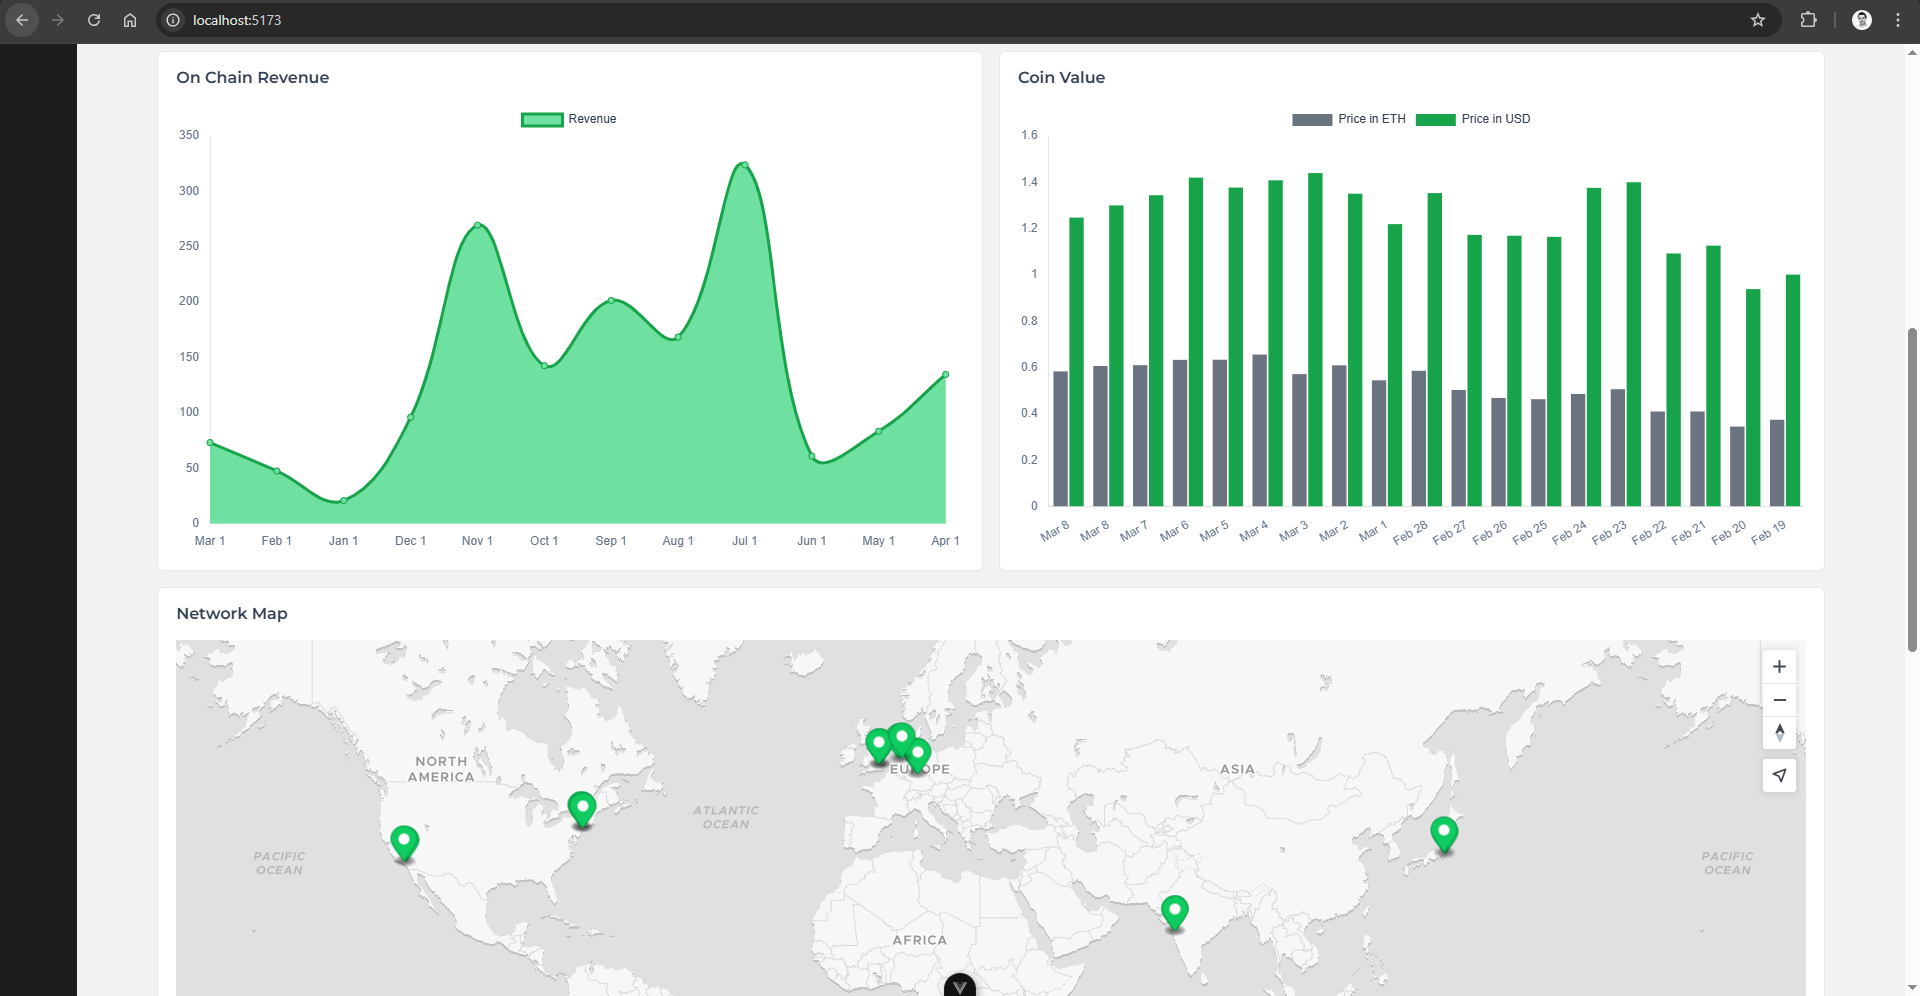 localhost:5173
On Chain Revenue
Revenue
350
300
250
200
150
100
50
0
Mar 1 Feb 1 Jan 1 Dec 1 Nov 1 Oct 1 Sep 1 Aug 1 Jul 1 Jun 1 May 1 Apr 1
Coin Value
Price in ETH Price in USD
1.6
1.4
1.2
1
0.8
0.6
0.4
0.2
0
Mar 8 Mar 8 Mar 7 Mar 6 Mar 5 Mar 4 Mar 3 Mar 2 Mar 1 Feb 28 Feb 27 Feb 26 Feb 25 Feb 24 Feb 23 Feb 22 Feb 21 Feb 20 Feb 19
Network Map
NORTH
AMERICA
EUROPE
ASIA
ATLANTIC
OCEAN
PACIFIC
OCEAN
PACIFIC
OCEAN
AFRICA